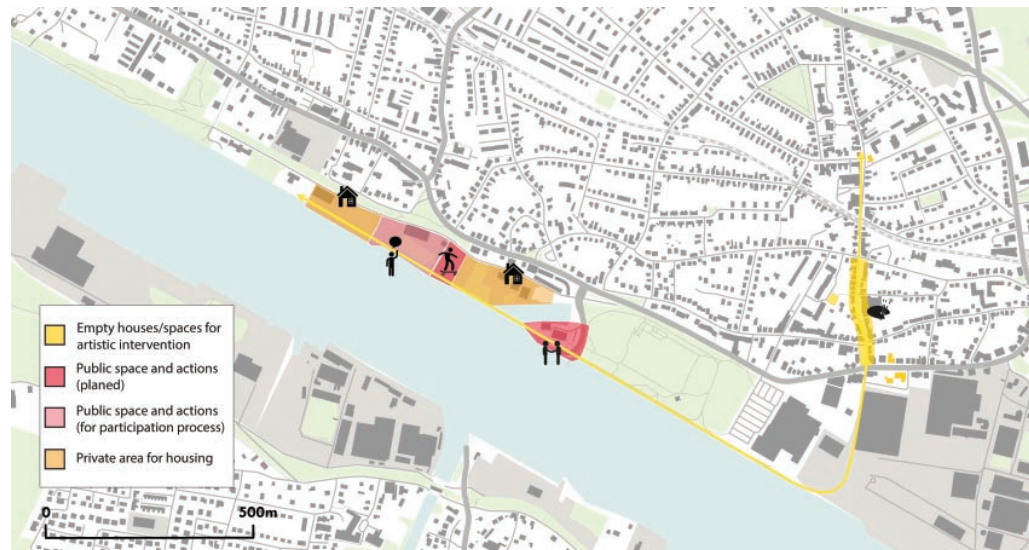 Empty houses/spaces for
artistic intervention
Public space and actions
(planed)
Public space and actions
(for participation process)
Private area for housing
0 500m